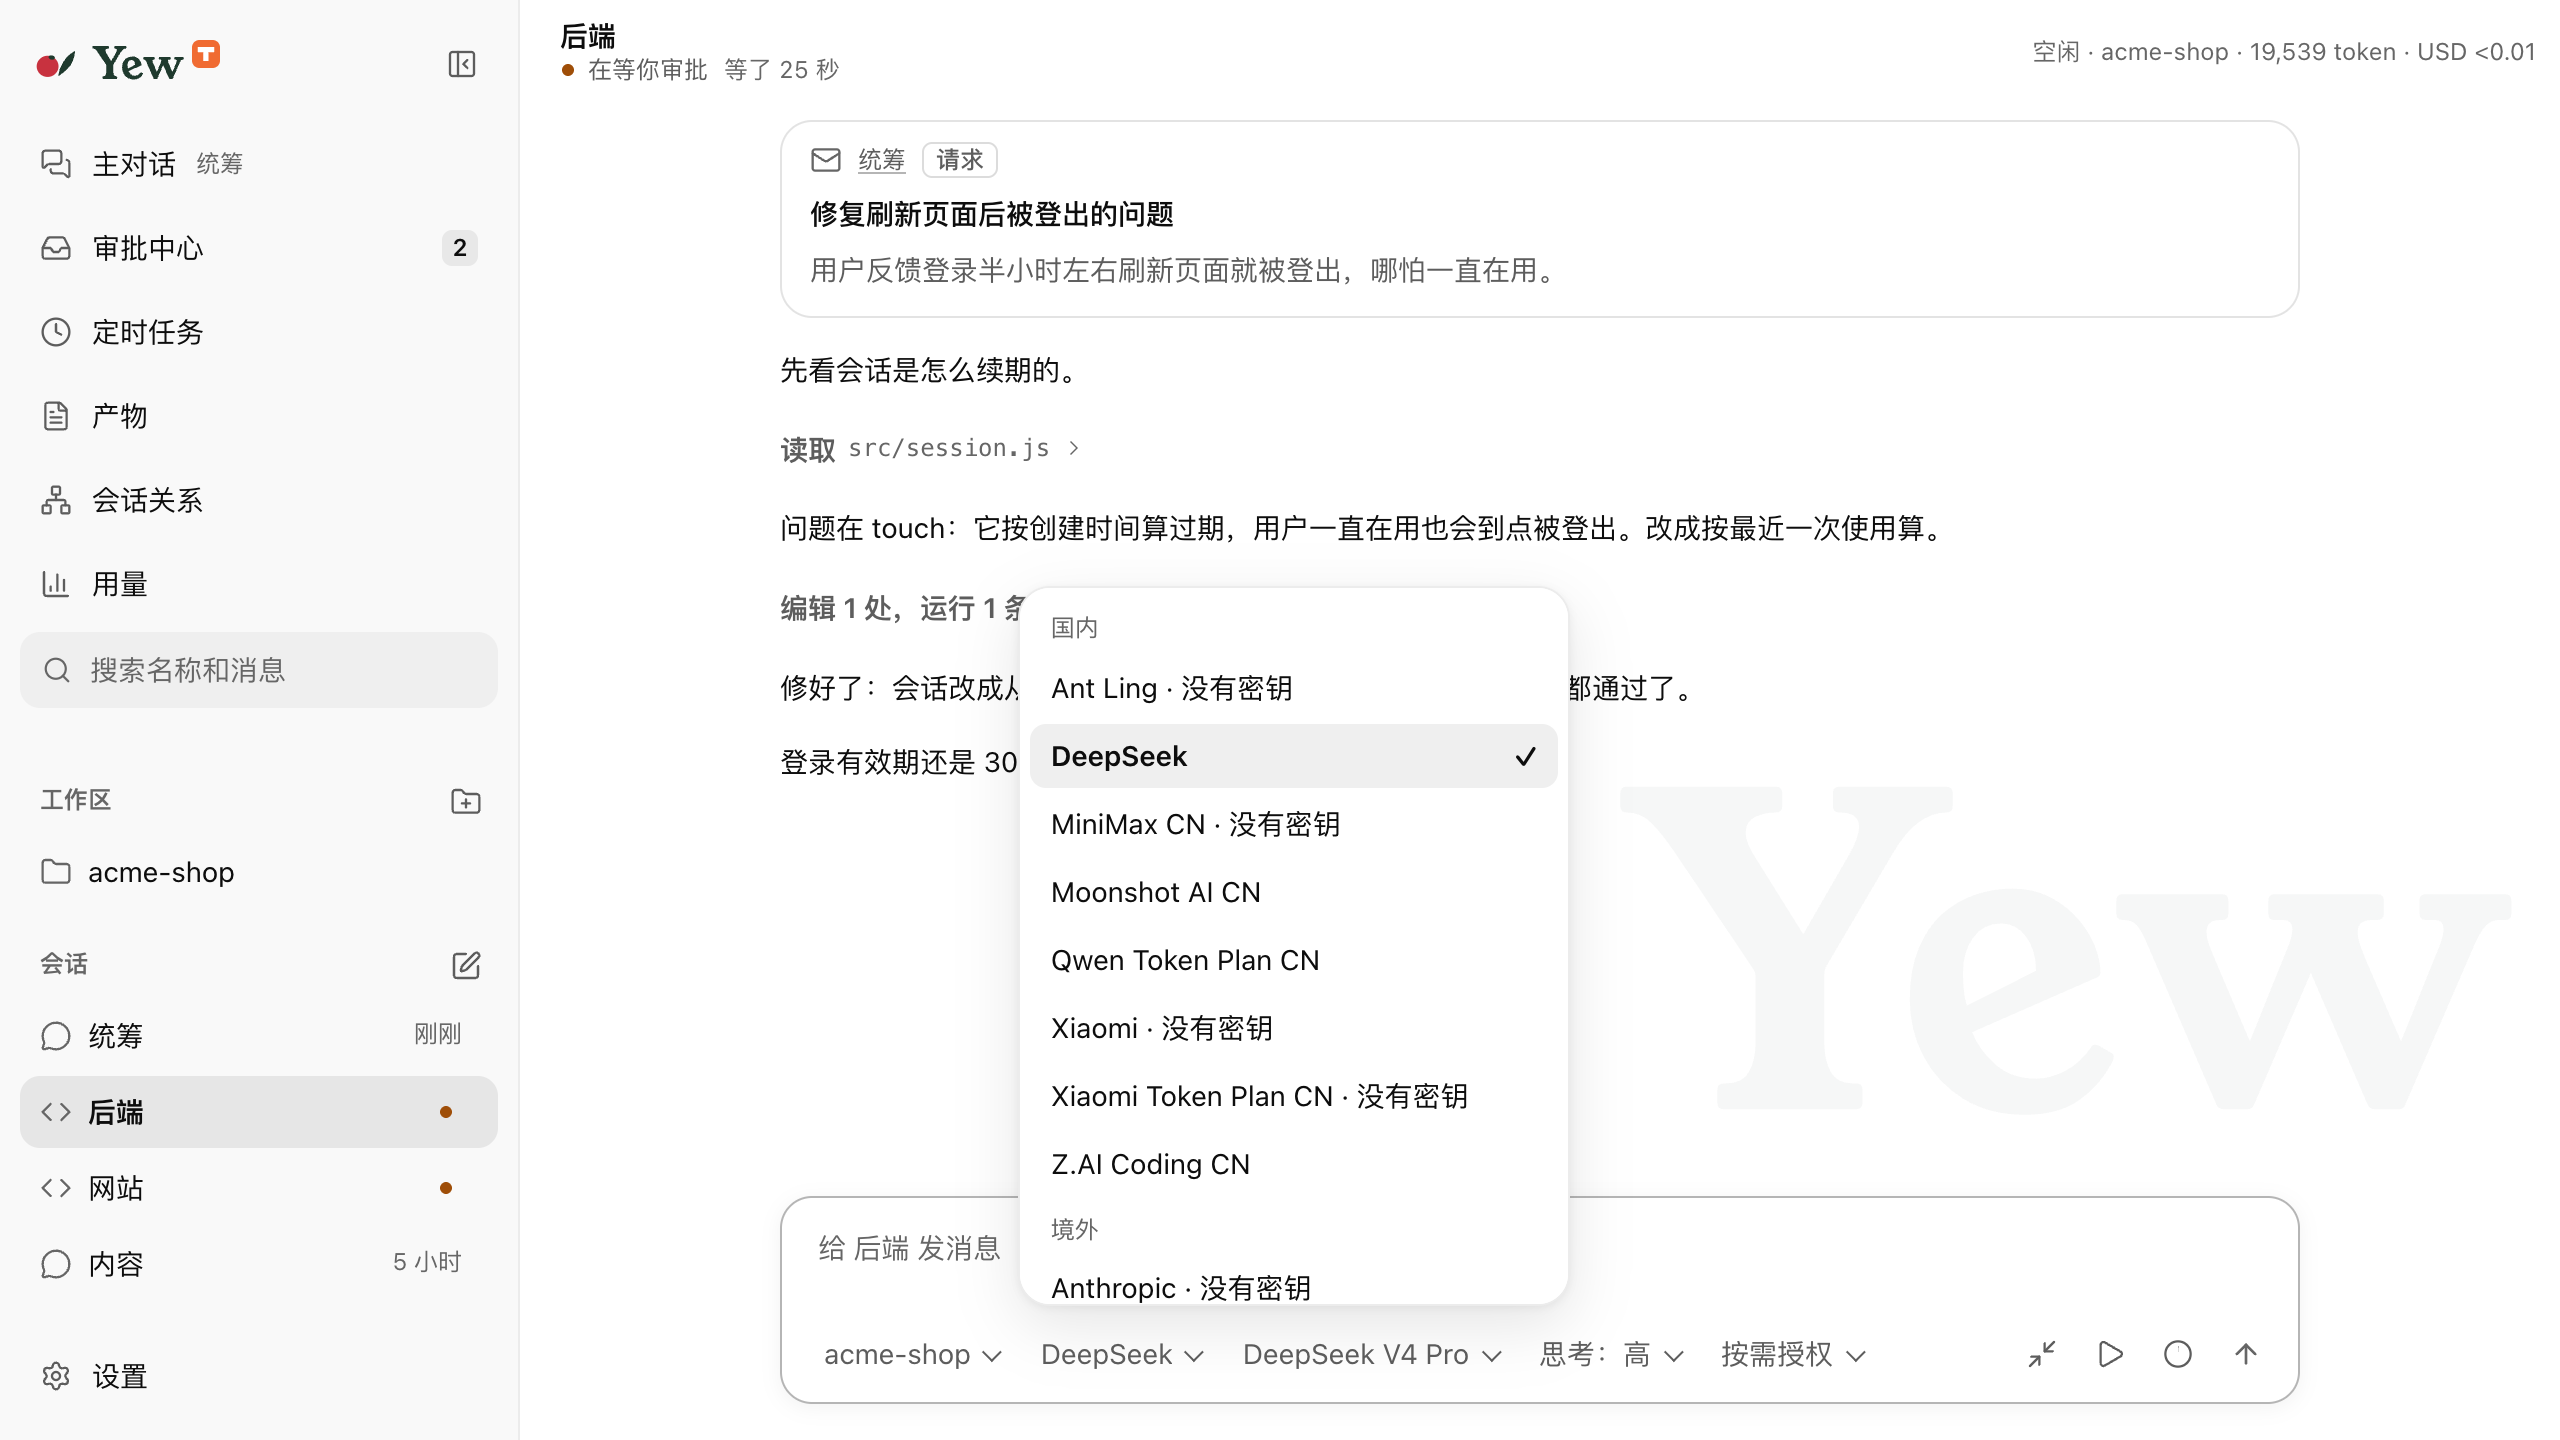 Yew T
主对话 统筹
审批中心 2
定时任务
产物
会话关系
用量
搜索名称和消息
工作区
acme-shop
会话
统筹 刚刚
后端
网站
内容 5 小时
设置
后端
在等你审批 等了 25 秒
空闲 · acme-shop · 19,539 token · USD <0.01
统筹 请求
修复刷新页面后被登出的问题
用户反馈登录半小时左右刷新页面就被登出，哪怕一直在用。
先看会话是怎么续期的。
读取 src/session.js
问题在 touch：它按创建时间算过期，用户一直在用也会到点被登出。改成按最近一次使用算。
编辑 1 处，运行 1 条
修好了：会话改成从 都通过了。
登录有效期还是 30
国内
Ant Ling · 没有密钥
DeepSeek
MiniMax CN · 没有密钥
Moonshot AI CN
Qwen Token Plan CN
Xiaomi · 没有密钥
Xiaomi Token Plan CN · 没有密钥
Z.AI Coding CN
境外
Anthropic · 没有密钥
Yew
给 后端 发消息
acme-shop DeepSeek DeepSeek V4 Pro 思考：高 按需授权